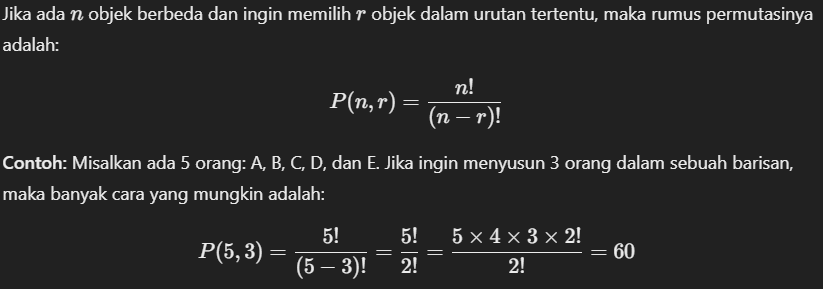 Jika ada n objek berbeda dan ingin memilih r objek dalam urutan tertentu, maka rumus permutasinya
adalah:
P(n, r) = n! / (n − r)!
Contoh: Misalkan ada 5 orang: A, B, C, D, dan E. Jika ingin menyusun 3 orang dalam sebuah barisan,
maka banyak cara yang mungkin adalah:
P(5, 3) = 5! / (5 − 3)! = 5! / 2! = 5 × 4 × 3 × 2! / 2! = 60